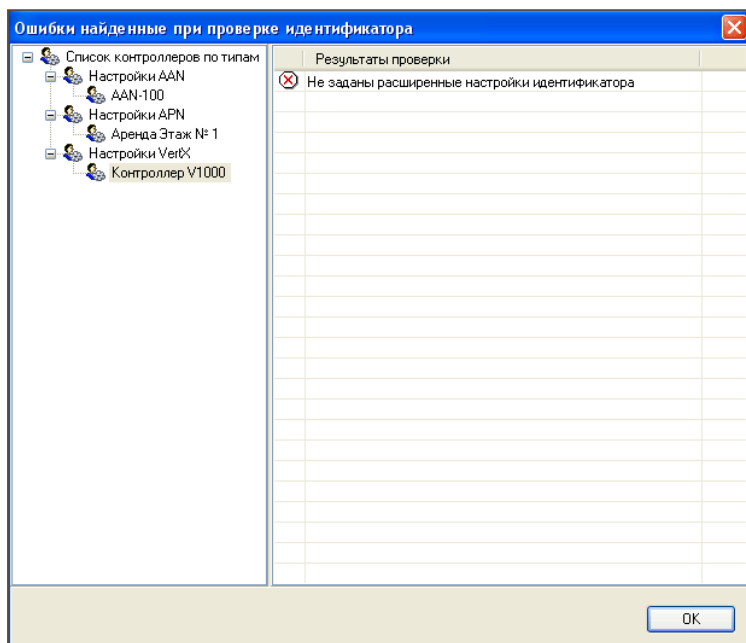 Ошибки найденные при проверке идентификатора
Список контроллеров по типам
Настройки AAN
AAN-100
Настройки APN
Аренда Этаж № 1
Настройки VertX
Контроллер V1000
Результаты проверки
Не заданы расширенные настройки идентификатора
OK